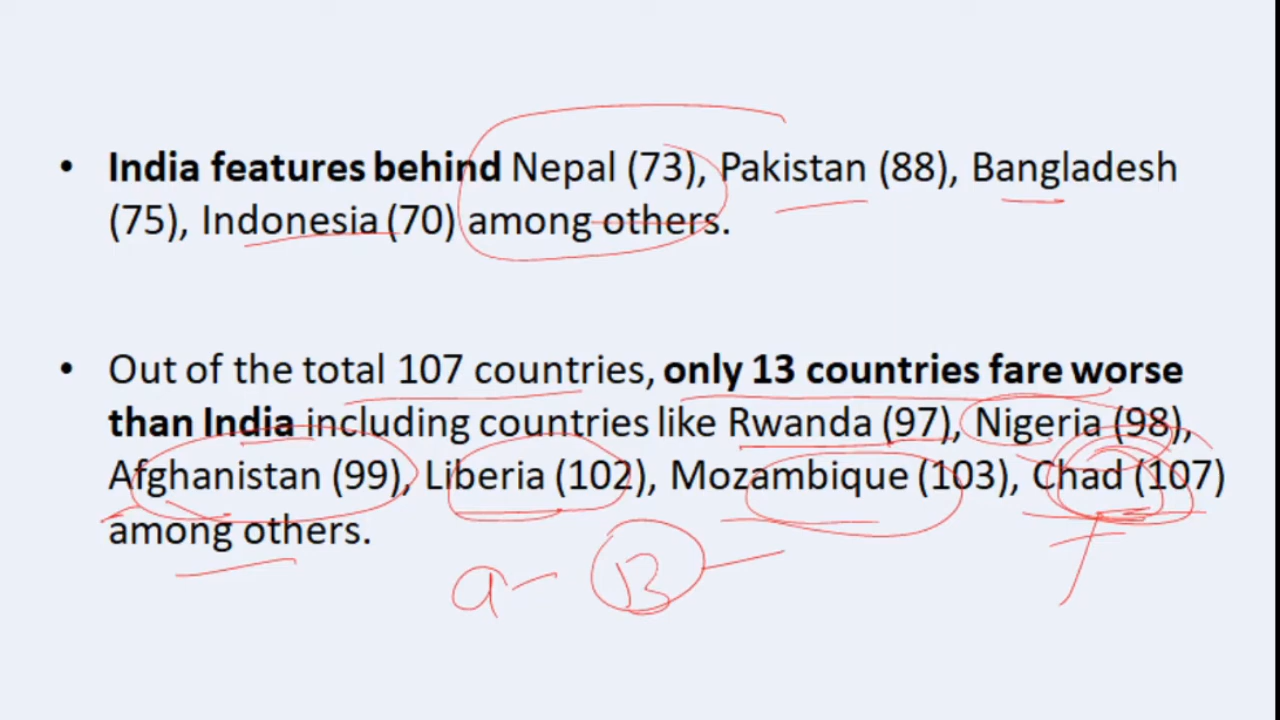 • India features behind Nepal (73), Pakistan (88), Bangladesh
(75), Indonesia (70) among others.
• Out of the total 107 countries, only 13 countries fare worse
than India including countries like Rwanda (97), Nigeria (98),
Afghanistan (99), Liberia (102), Mozambique (103), Chad (107)
among others.
a - B -